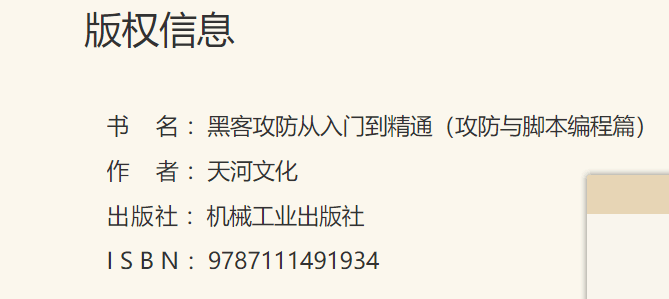 版权信息
书 名：黑客攻防从入门到精通（攻防与脚本编程篇）
作 者：天河文化
出版社：机械工业出版社
ISBN：9787111491934